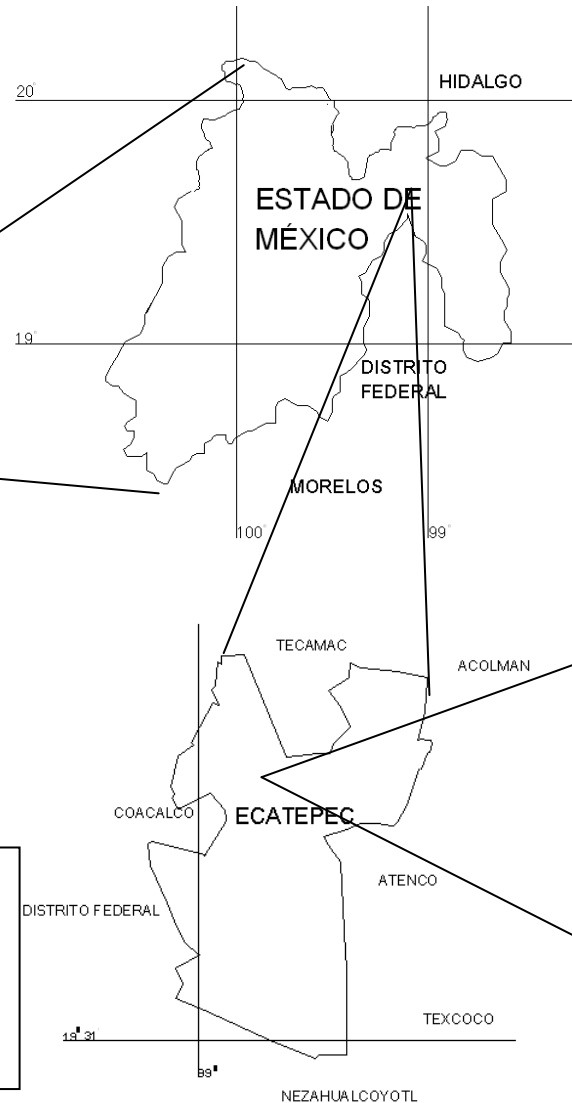 HIDALGO
20°
ESTADO DE
MÉXICO
19°
DISTRITO
FEDERAL
MORELOS
100°
99°
TECAMAC
ACOLMAN
COACALCO
ECATEPEC
ATENCO
DISTRITO FEDERAL
TEXCOCO
19° 31'
99°
NEZAHUALCOYOTL